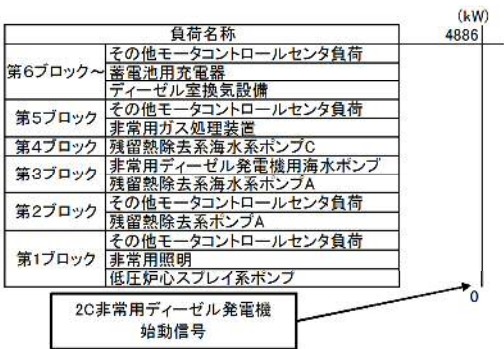 (kW)
負荷名称 4886
第6ブロック～ その他モータコントロールセンタ負荷
蓄電池用充電器
ディーゼル室換気設備
第5ブロック その他モータコントロールセンタ負荷
非常用ガス処理装置
第4ブロック 残留熱除去系海水系ポンプC
第3ブロック 非常用ディーゼル発電機用海水ポンプ
残留熱除去系海水系ポンプA
第2ブロック その他モータコントロールセンタ負荷
残留熱除去系ポンプA
第1ブロック その他モータコントロールセンタ負荷
非常用照明
低圧炉心スプレイ系ポンプ
0
2C非常用ディーゼル発電機
始動信号